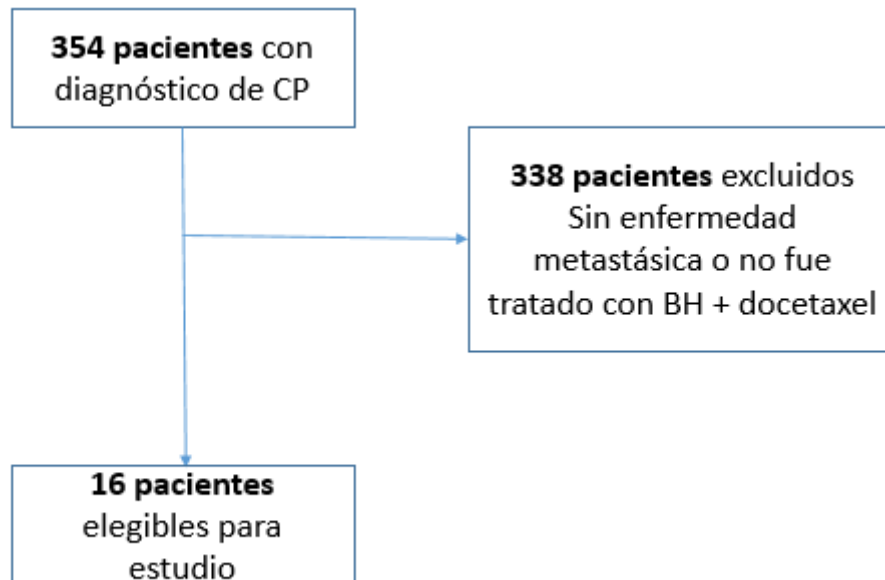 354 pacientes con
diagnóstico de CP
338 pacientes excluidos
Sin enfermedad
metastásica o no fue
tratado con BH + docetaxel
16 pacientes
elegibles para
estudio